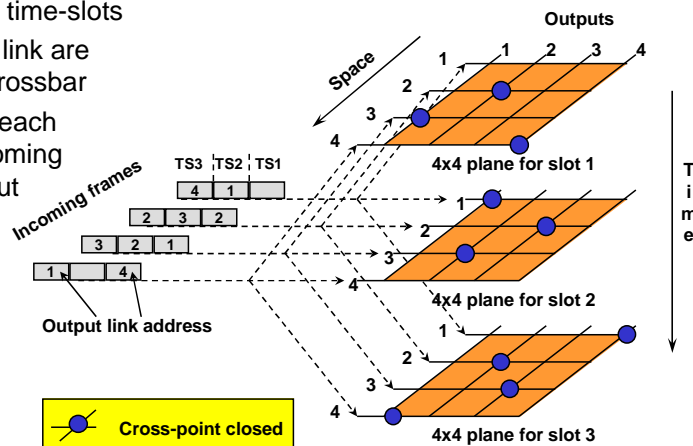 time-slots
link are
rossbar
each
oming
ut
Outputs
1 2 3 4
Space
1
2
3
4
4x4 plane for slot 1
Incoming frames
TS3 TS2 TS1
4 1
2 3 2
3 2 1
1 4
Output link address
1
2
3
4
4x4 plane for slot 2
1
2
3
4
4x4 plane for slot 3
Time
Cross-point closed